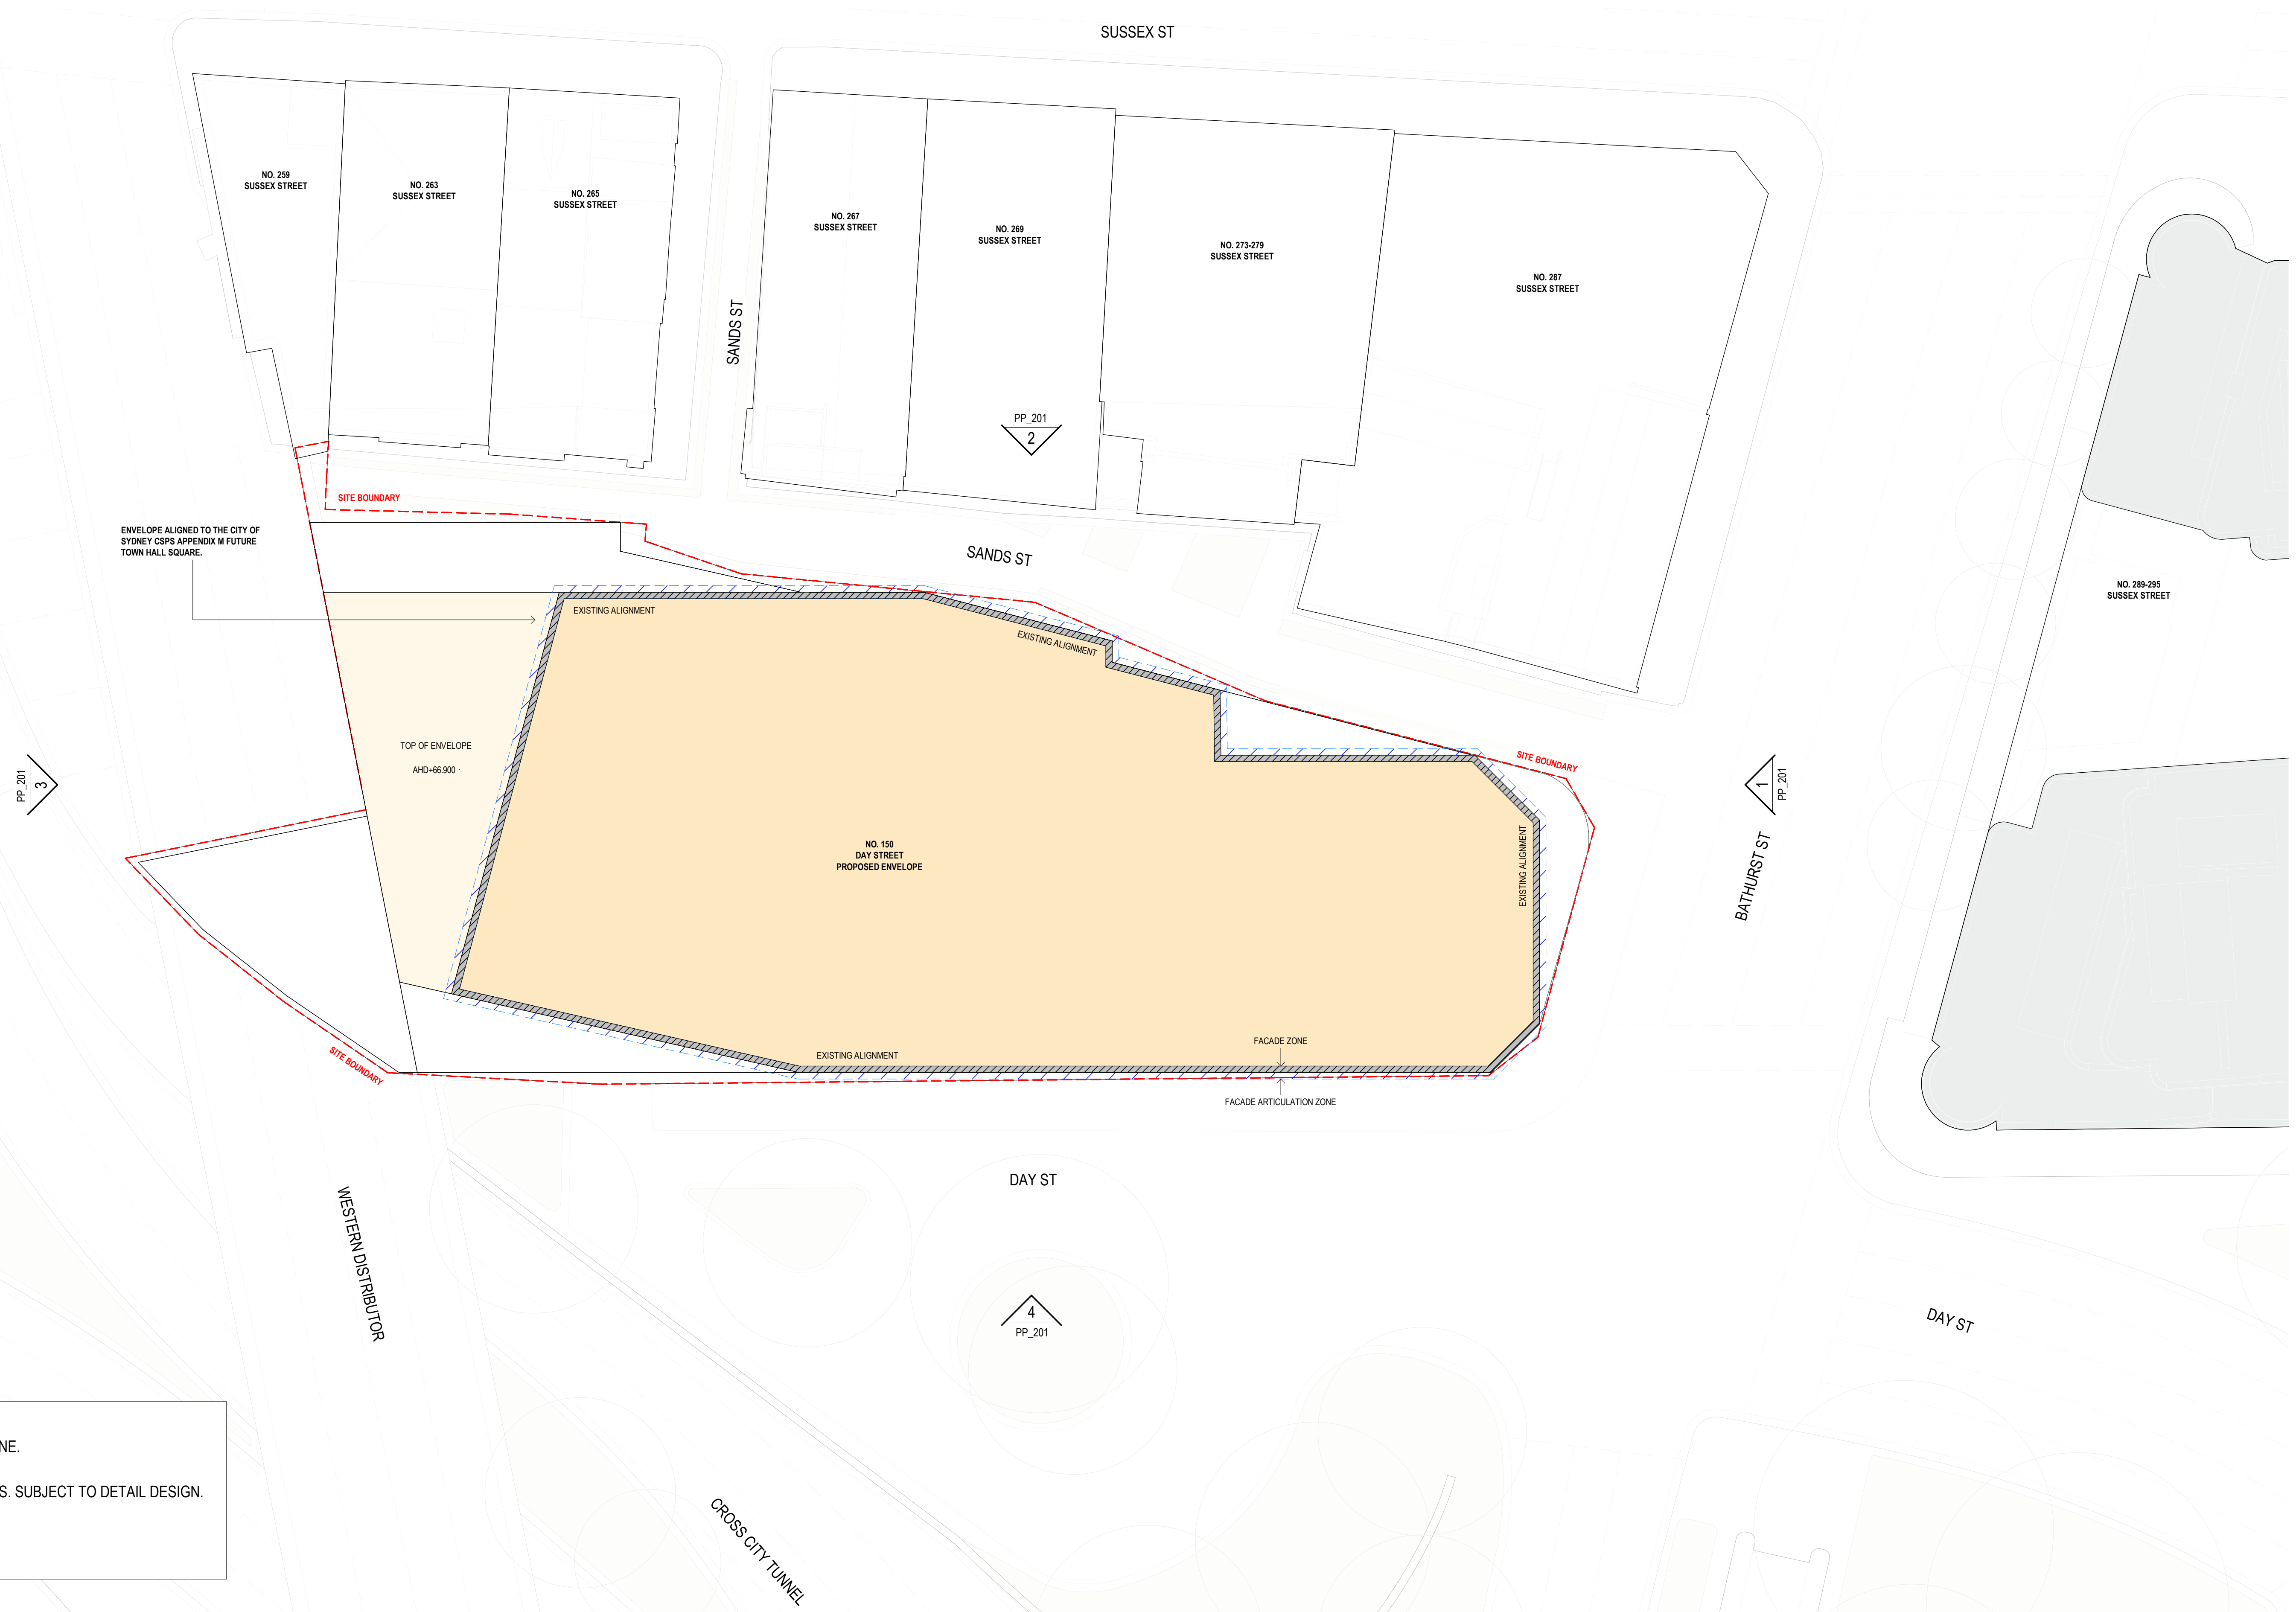 SUSSEX ST
NO. 259
SUSSEX STREET
NO. 263
SUSSEX STREET
NO. 265
SUSSEX STREET
NO. 267
SUSSEX STREET
NO. 269
SUSSEX STREET
NO. 273-279
SUSSEX STREET
NO. 287
SUSSEX STREET
SANDS ST
PP_201
2
SITE BOUNDARY
ENVELOPE ALIGNED TO THE CITY OF
SYDNEY CSPS APPENDIX M FUTURE
TOWN HALL SQUARE.
SANDS ST
NO. 289-295
SUSSEX STREET
EXISTING ALIGNMENT
EXISTING ALIGNMENT
TOP OF ENVELOPE
AHD+66.900
SITE BOUNDARY
PP_201
3
1
PP_201
NO. 150
DAY STREET
PROPOSED ENVELOPE
EXISTING ALIGNMENT
BATHURST ST
SITE BOUNDARY
EXISTING ALIGNMENT
FACADE ZONE
FACADE ARTICULATION ZONE
DAY ST
WESTERN DISTRIBUTOR
4
PP_201
DAY ST
NE.
S. SUBJECT TO DETAIL DESIGN.
CROSS CITY TUNNEL